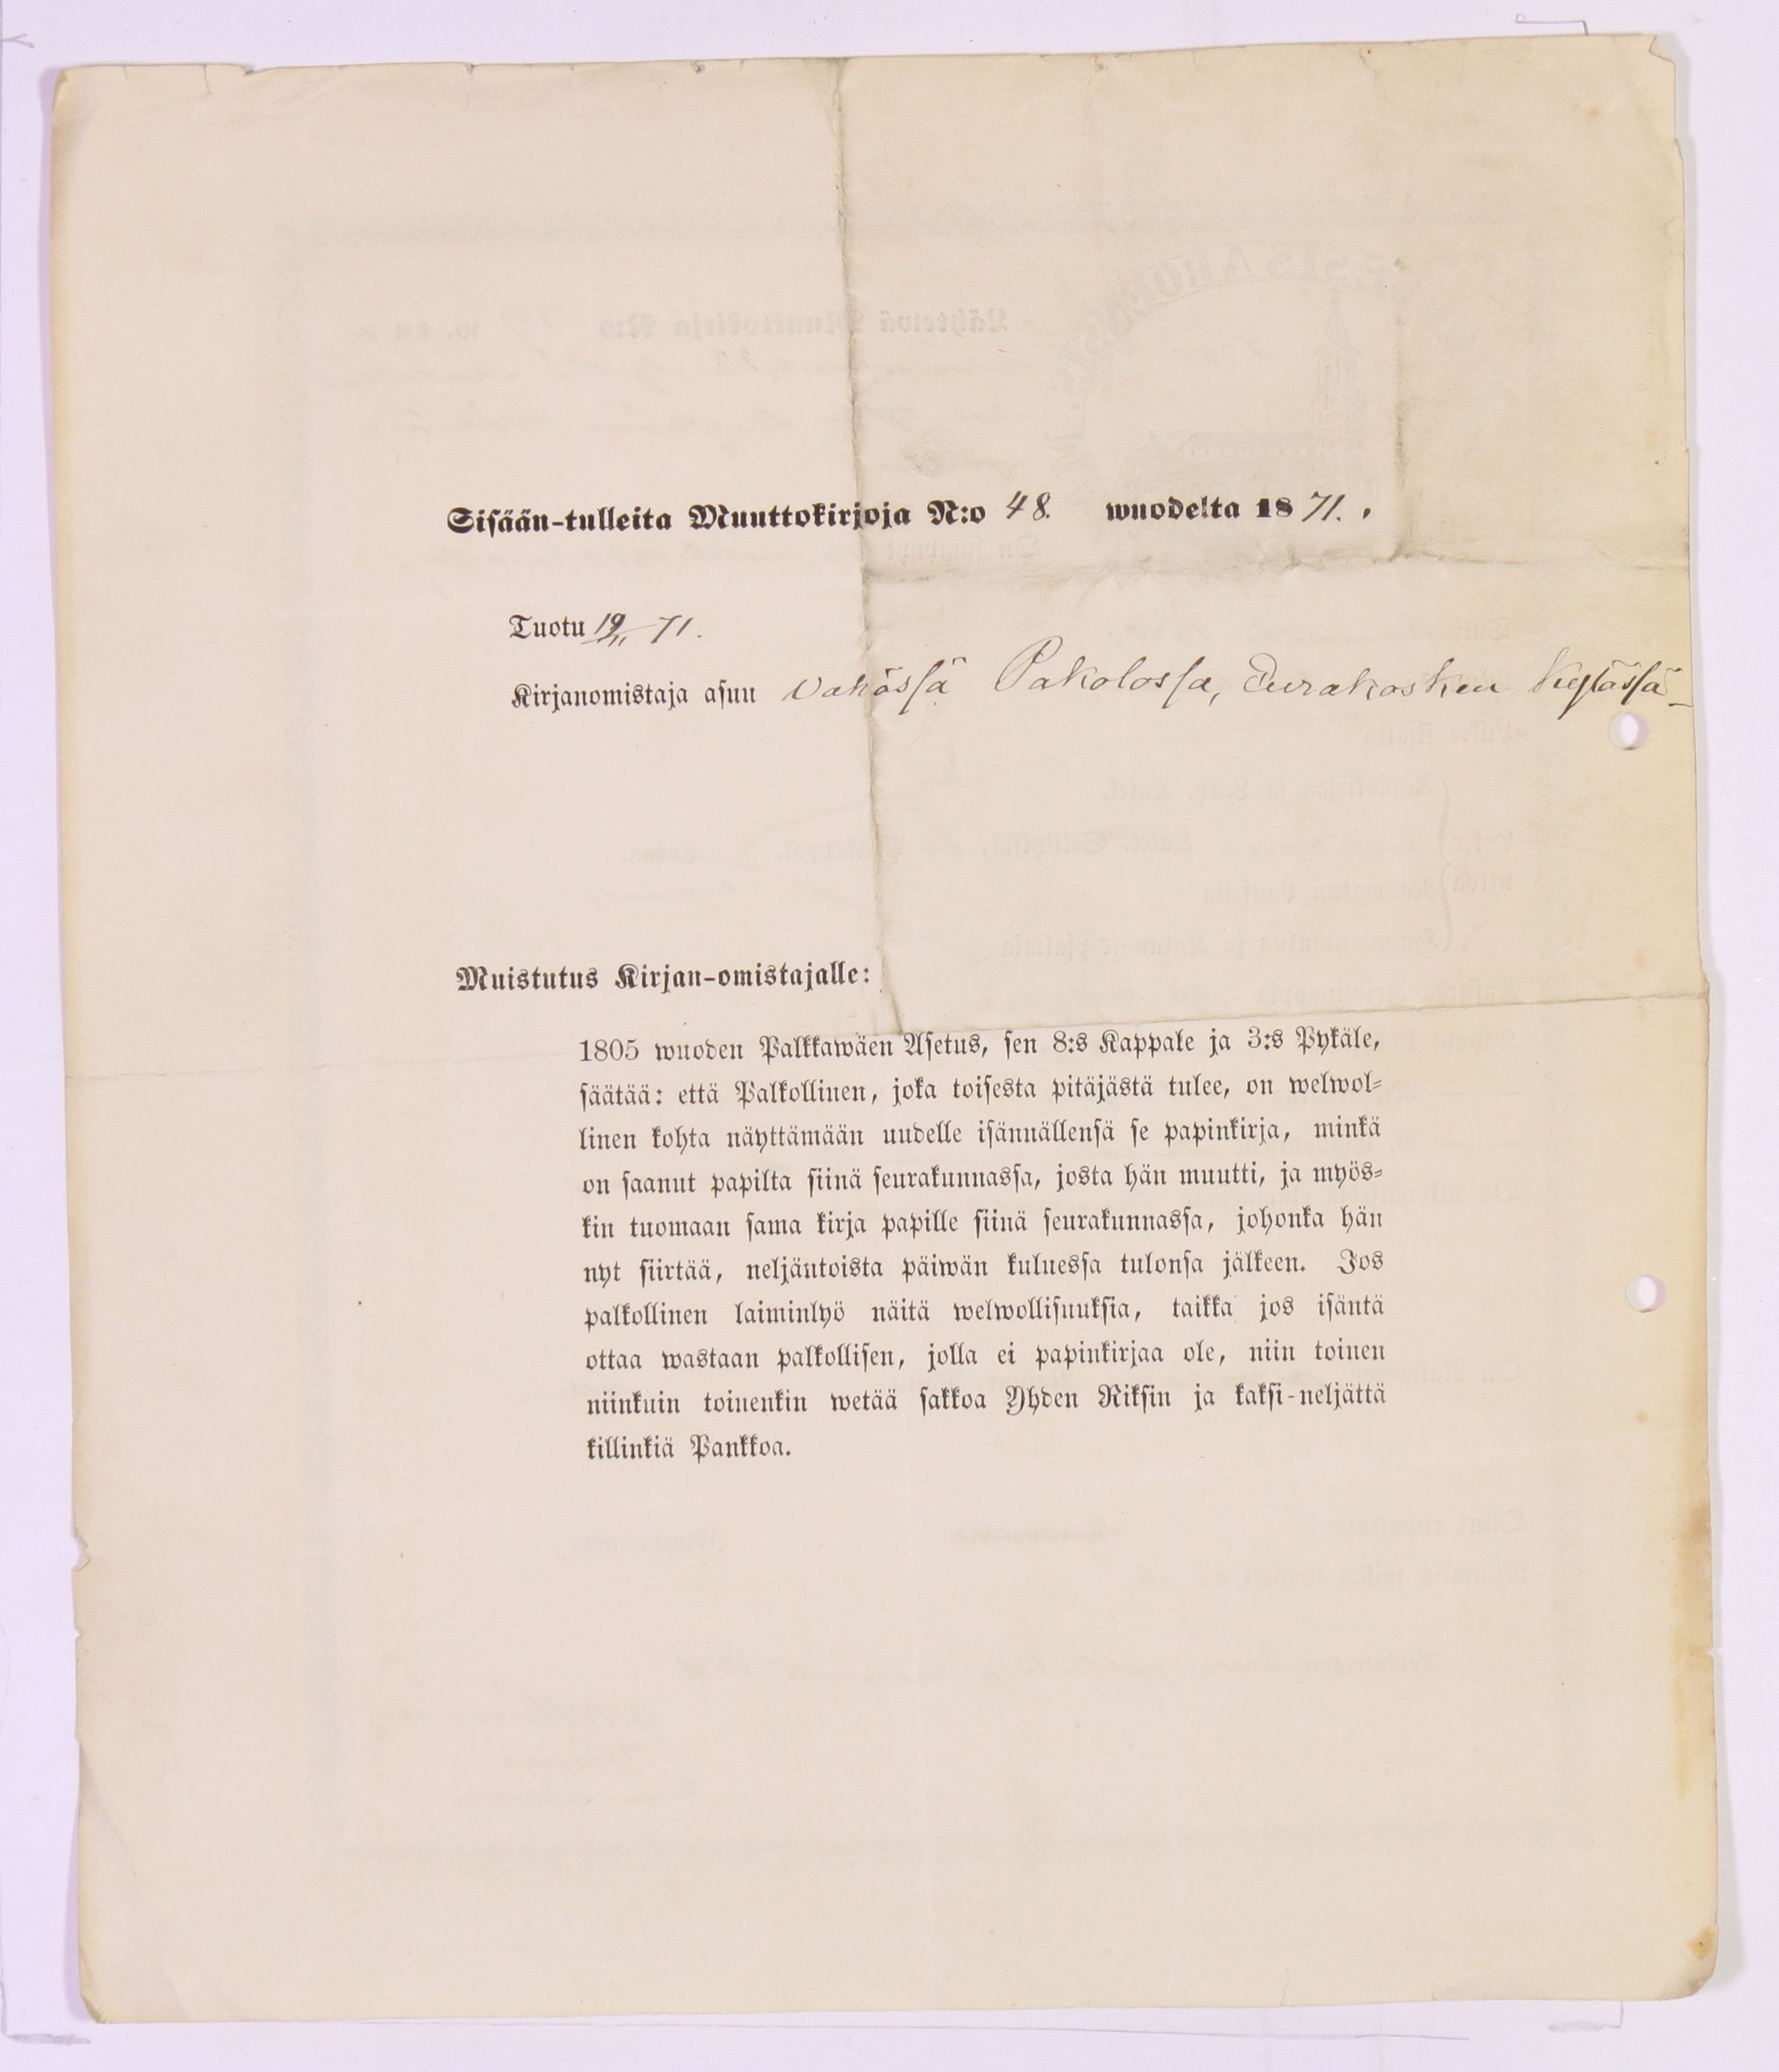 Sisään-tulleita Muuttokirjoja N:o 48. wuodelta 1871.
Tuotu 19/11 71.
Kirjanomistaja asuu Vahässä Pakolossa, Eurakosken kylässä
Muistutus Kirjan-omistajalle:
1805 wuoden Palkkawäen Asetus, sen 8:s Kappale ja 3:s Pykäle,
säätää: että Palkollinen, joka toisesta pitäjästä tulee, on welwol-
linen kohta näyttämään uudelle isännällensä se papinkirja, minkä
on saanut papilta siinä seurakunnassa, josta hän muutti, ja myös-
kin tuomaan sama kirja papille siinä seurakunnassa, johonka hän
nyt siirtää, neljäntoista päiwän kuluessa tulonsa jälkeen. Jos
palkollinen laiminlyö näitä welwollisuuksia, taikka jos isäntä
ottaa wastaan palkollisen, jolla ei papinkirjaa ole, niin toinen
niinkuin toinenkin wetää sakkoa Yhden Riksin ja kaksi-neljättä
killinkiä Pankkoa.